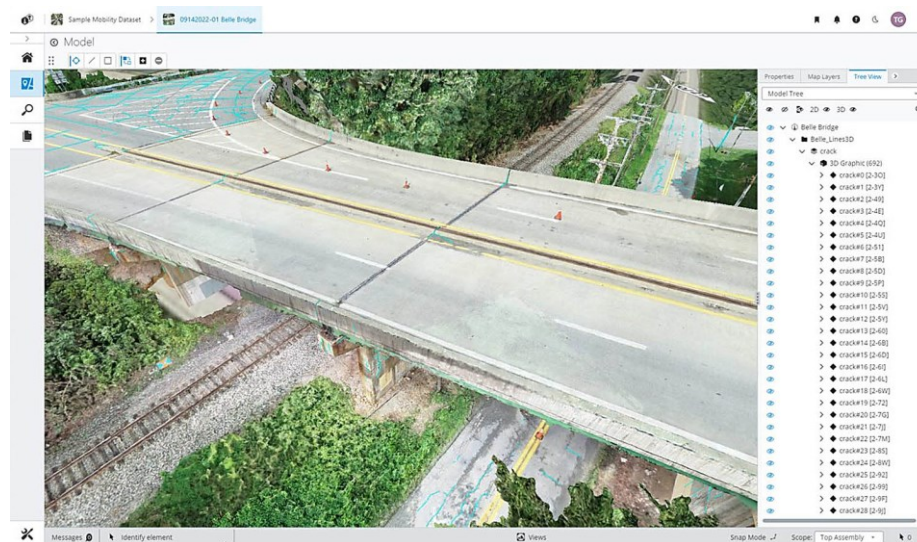 Sample Mobility Dataset > 09142022-01 Belle Bridge
TG
Model
Properties Map Layers Tree View
Model Tree
2D 3D
Belle Bridge
Belle_Lines3D
crack
3D Graphic (692)
crack#0 [2-3O]
crack#1 [2-3Y]
crack#2 [2-49]
crack#3 [2-4E]
crack#4 [2-4Q]
crack#5 [2-4U]
crack#6 [2-51]
crack#7 [2-5B]
crack#8 [2-5D]
crack#9 [2-5P]
crack#10 [2-5S]
crack#11 [2-5V]
crack#12 [2-5Y]
crack#13 [2-60]
crack#14 [2-6B]
crack#15 [2-6D]
crack#16 [2-6I]
crack#17 [2-6L]
crack#18 [2-6W]
crack#19 [2-72]
crack#20 [2-7G]
crack#21 [2-7J]
crack#22 [2-7M]
crack#23 [2-85]
crack#24 [2-8W]
crack#25 [2-92]
crack#26 [2-99]
crack#27 [2-9F]
crack#28 [2-9J]
Messages Identify element Views Snap Mode Scope: Top Assembly 0